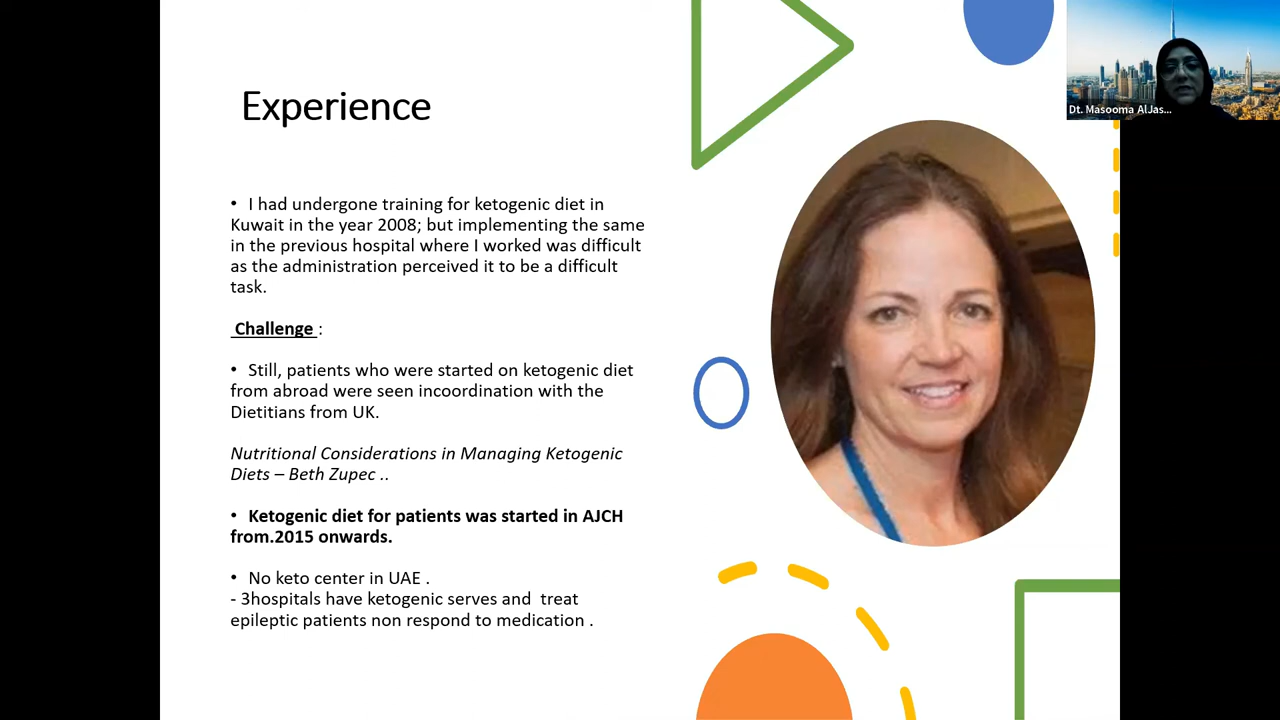 Experience
• I had undergone training for ketogenic diet in
Kuwait in the year 2008; but implementing the same
in the previous hospital where I worked was difficult
as the administration perceived it to be a difficult
task.
Challenge :
• Still, patients who were started on ketogenic diet
from abroad were seen incoordination with the
Dietitians from UK.
Nutritional Considerations in Managing Ketogenic
Diets – Beth Zupec ..
• Ketogenic diet for patients was started in AJCH
from.2015 onwards.
• No keto center in UAE .
- 3hospitals have ketogenic serves and treat
epileptic patients non respond to medication .
Dt. Masooma AlJas...